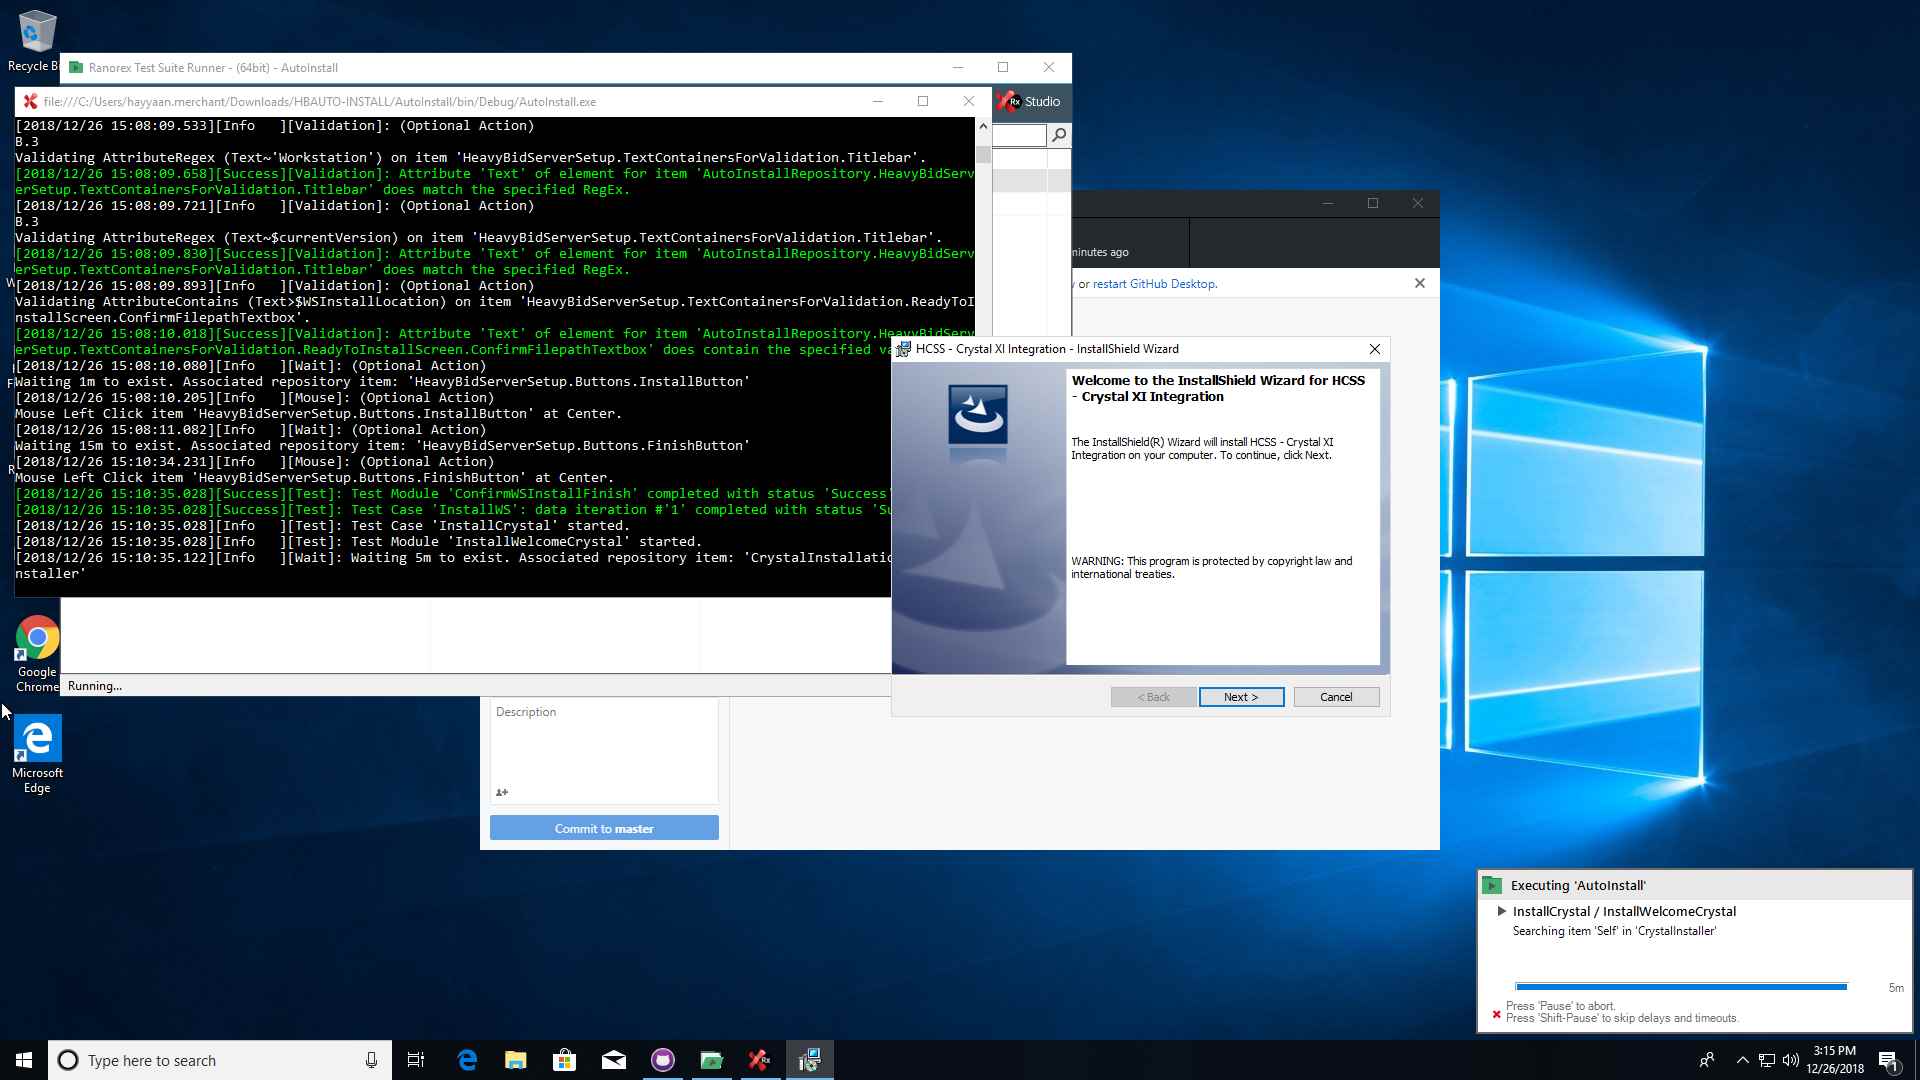 Recycle Bi
Ranorex Test Suite Runner - (64bit) - AutoInstall
file:///C:/Users/hayyaan.merchant/Downloads/HBAUTO-INSTALL/AutoInstall/bin/Debug/AutoInstall.exe
Rx Studio
[2018/12/26 15:08:09.533][Info   ][Validation]: (Optional Action)
B.3
Validating AttributeRegex (Text~'Workstation') on item 'HeavyBidServerSetup.TextContainersForValidation.Titlebar'.
[2018/12/26 15:08:09.658][Success][Validation]: Attribute 'Text' of element for item 'AutoInstallRepository.HeavyBidServ
erSetup.TextContainersForValidation.Titlebar' does match the specified RegEx.
[2018/12/26 15:08:09.721][Info   ][Validation]: (Optional Action)
B.3
Validating AttributeRegex (Text~$currentVersion) on item 'HeavyBidServerSetup.TextContainersForValidation.Titlebar'.
[2018/12/26 15:08:09.830][Success][Validation]: Attribute 'Text' of element for item 'AutoInstallRepository.HeavyBidServ
erSetup.TextContainersForValidation.Titlebar' does match the specified RegEx.
[2018/12/26 15:08:09.893][Info   ][Validation]: (Optional Action)
Validating AttributeContains (Text>$WSInstallLocation) on item 'HeavyBidServerSetup.TextContainersForValidation.ReadyToI
nstallScreen.ConfirmFilepathTextbox'.
[2018/12/26 15:08:10.018][Success][Validation]: Attribute 'Text' of element for item 'AutoInstallRepository.HeavyBidServ
erSetup.TextContainersForValidation.ReadyToInstallScreen.ConfirmFilepathTextbox' does contain the specified va
[2018/12/26 15:08:10.080][Info   ][Wait]: (Optional Action)
Waiting 1m to exist. Associated repository item: 'HeavyBidServerSetup.Buttons.InstallButton'
[2018/12/26 15:08:10.205][Info   ][Mouse]: (Optional Action)
Mouse Left Click item 'HeavyBidServerSetup.Buttons.InstallButton' at Center.
[2018/12/26 15:08:11.082][Info   ][Wait]: (Optional Action)
Waiting 15m to exist. Associated repository item: 'HeavyBidServerSetup.Buttons.FinishButton'
[2018/12/26 15:10:34.231][Info   ][Mouse]: (Optional Action)
Mouse Left Click item 'HeavyBidServerSetup.Buttons.FinishButton' at Center.
[2018/12/26 15:10:35.028][Success][Test]: Test Module 'ConfirmWSInstallFinish' completed with status 'Success'
[2018/12/26 15:10:35.028][Success][Test]: Test Case 'InstallWS': data iteration #'1' completed with status 'Su
[2018/12/26 15:10:35.028][Info   ][Test]: Test Case 'InstallCrystal' started.
[2018/12/26 15:10:35.028][Info   ][Test]: Test Module 'InstallWelcomeCrystal' started.
[2018/12/26 15:10:35.122][Info   ][Wait]: Waiting 5m to exist. Associated repository item: 'CrystalInstallatio
nstaller'
Running...
minutes ago
or restart GitHub Desktop.
HCSS - Crystal XI Integration - InstallShield Wizard
Welcome to the InstallShield Wizard for HCSS
- Crystal XI Integration
The InstallShield(R) Wizard will install HCSS - Crystal XI
Integration on your computer. To continue, click Next.
WARNING: This program is protected by copyright law and
international treaties.
< Back
Next >
Cancel
Google
Chrome
Microsoft
Edge
Description
Commit to master
Executing 'AutoInstall'
InstallCrystal / InstallWelcomeCrystal
Searching item 'Self' in 'CrystalInstaller'
5m
Press 'Pause' to abort.
Press 'Shift-Pause' to skip delays and timeouts.
Type here to search
3:15 PM
12/26/2018
1